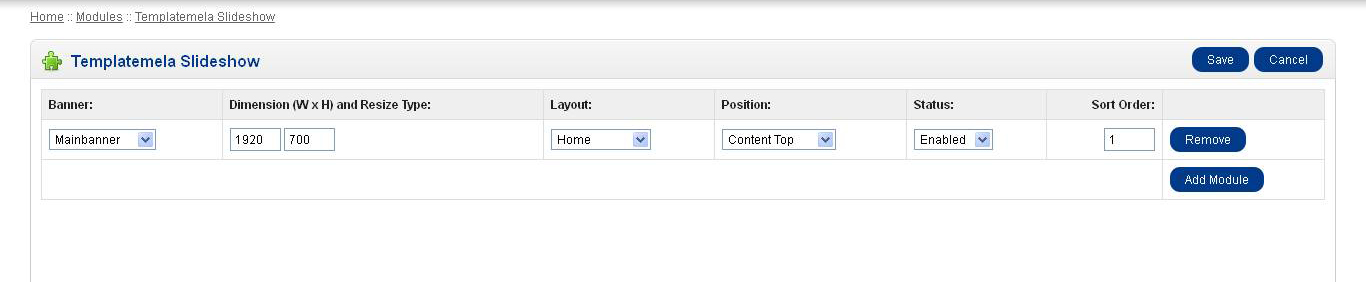 Home :: Modules :: Templatemela Slideshow
Templatemela Slideshow Save Cancel
Banner: Dimension (W x H) and Resize Type: Layout: Position: Status: Sort Order:
Mainbanner 1920 700 Home Content Top Enabled 1 Remove
Add Module